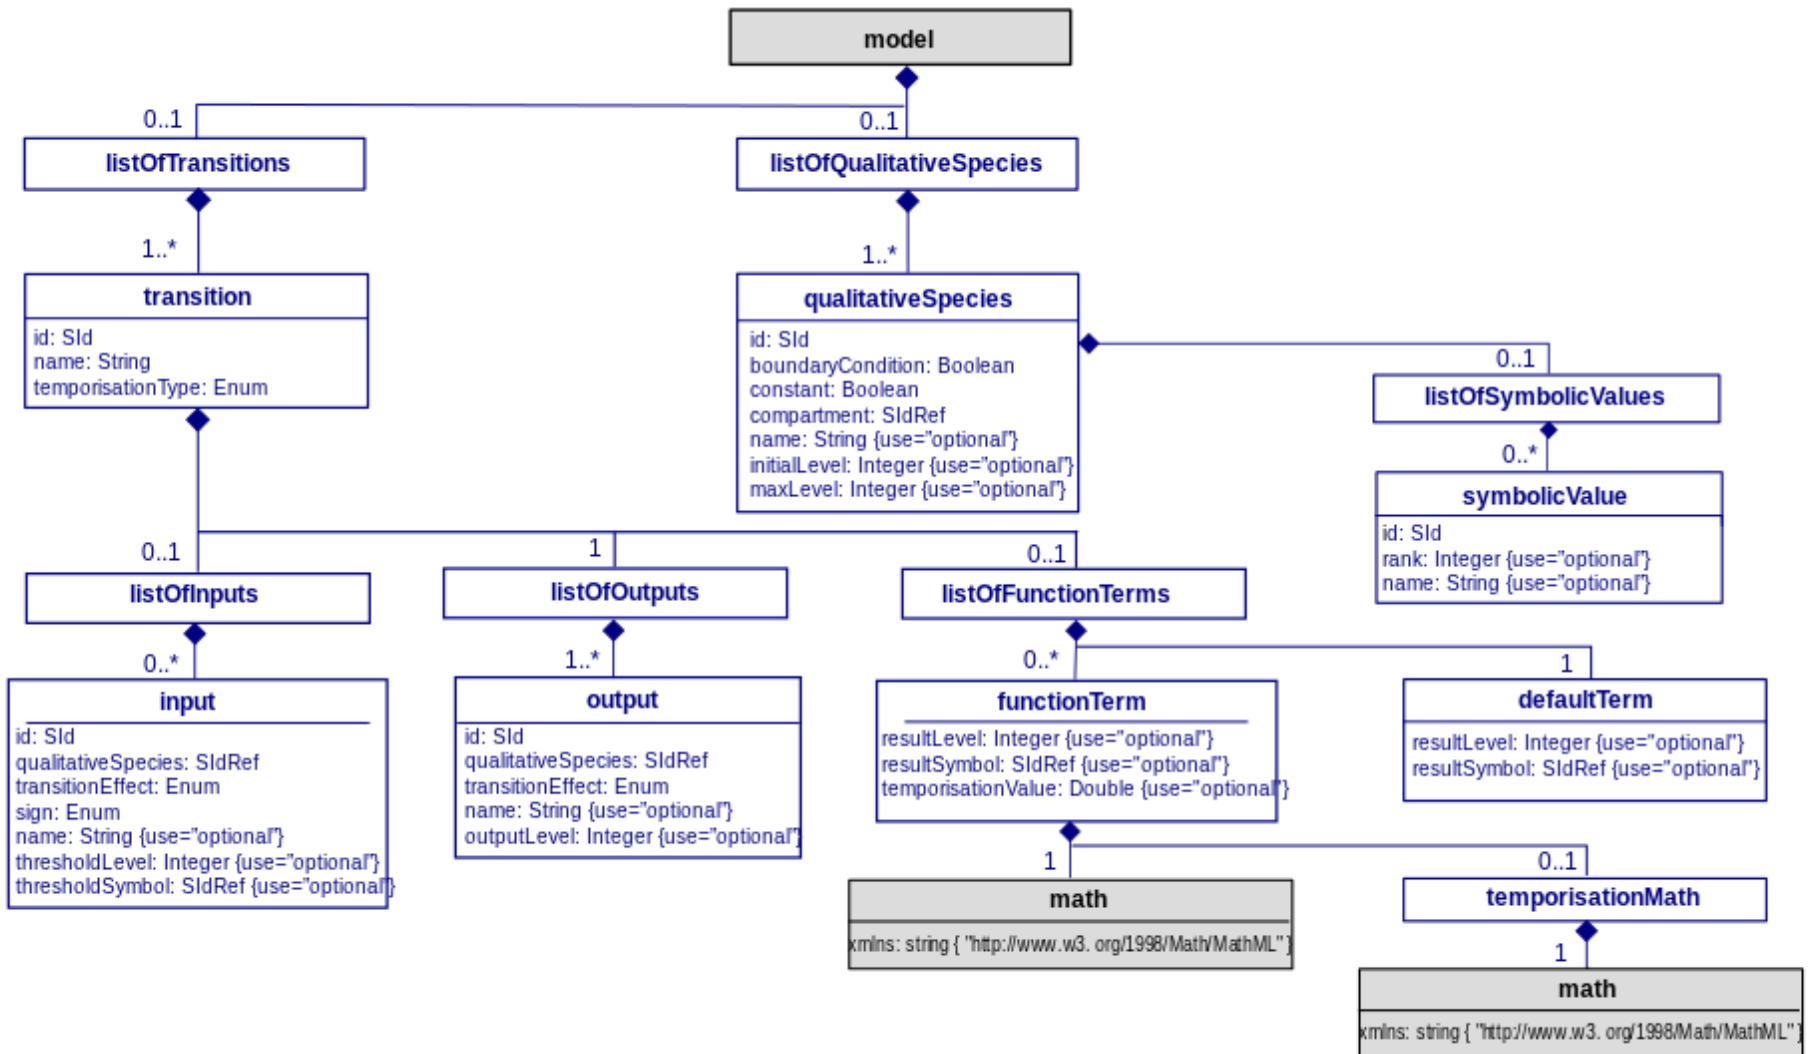 model
0..1
0..1
listOfTransitions
listOfQualitativeSpecies
1..*
1..*
transition
id: SId
name: String
temporisationType: Enum
qualitativeSpecies
id: SId
boundaryCondition: Boolean
constant: Boolean
compartment: SIdRef
name: String {use="optional"}
initialLevel: Integer {use="optional"}
maxLevel: Integer {use="optional"}
0..1
listOfSymbolicValues
0..*
symbolicValue
id: SId
rank: Integer {use="optional"}
name: String {use="optional"}
0..1
1
0..1
listOfInputs
listOfOutputs
listOfFunctionTerms
0..*
1..*
0..*
1
input
id: SId
qualitativeSpecies: SIdRef
transitionEffect: Enum
sign: Enum
name: String {use="optional"}
thresholdLevel: Integer {use="optional"}
thresholdSymbol: SIdRef {use="optional"}
output
id: SId
qualitativeSpecies: SIdRef
transitionEffect: Enum
name: String {use="optional"}
outputLevel: Integer {use="optional"}
functionTerm
resultLevel: Integer {use="optional"}
resultSymbol: SIdRef {use="optional"}
temporisationValue: Double {use="optional"}
defaultTerm
resultLevel: Integer {use="optional"}
resultSymbol: SIdRef {use="optional"}
1
0..1
math
xmlns: string { "http://www.w3. org/1998/Math/MathML" }
temporisationMath
1
math
xmlns: string { "http://www.w3. org/1998/Math/MathML" }